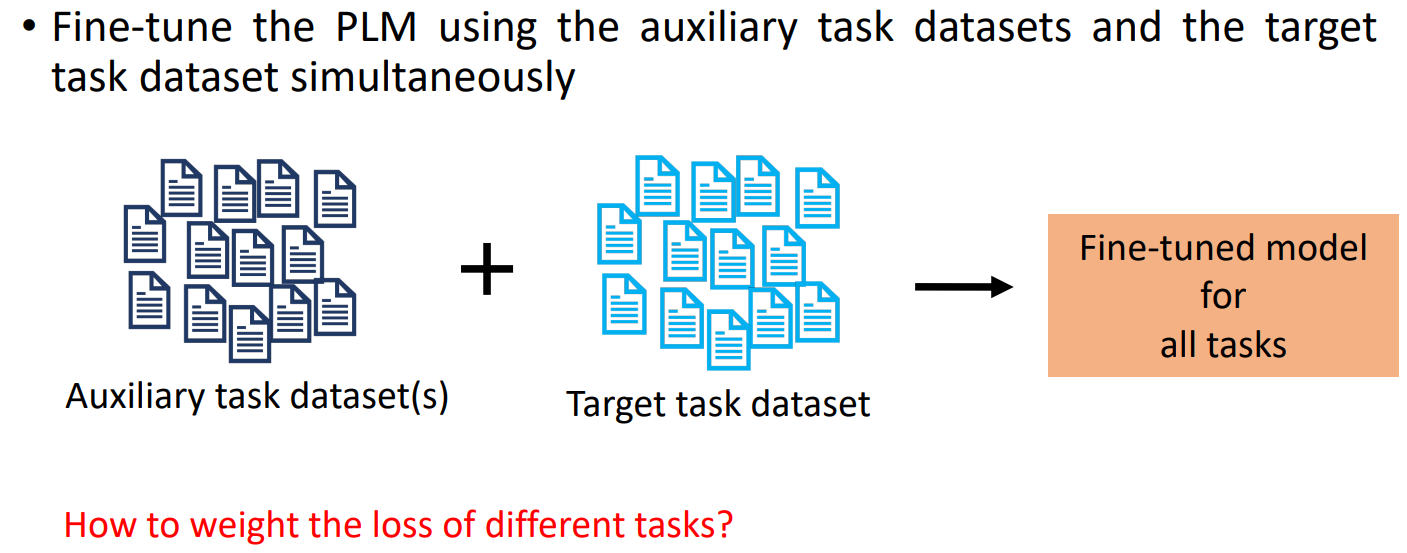 • Fine-tune the PLM using the auxiliary task datasets and the target
task dataset simultaneously
Auxiliary task dataset(s)
+
Target task dataset
Fine-tuned model
for
all tasks
How to weight the loss of different tasks?